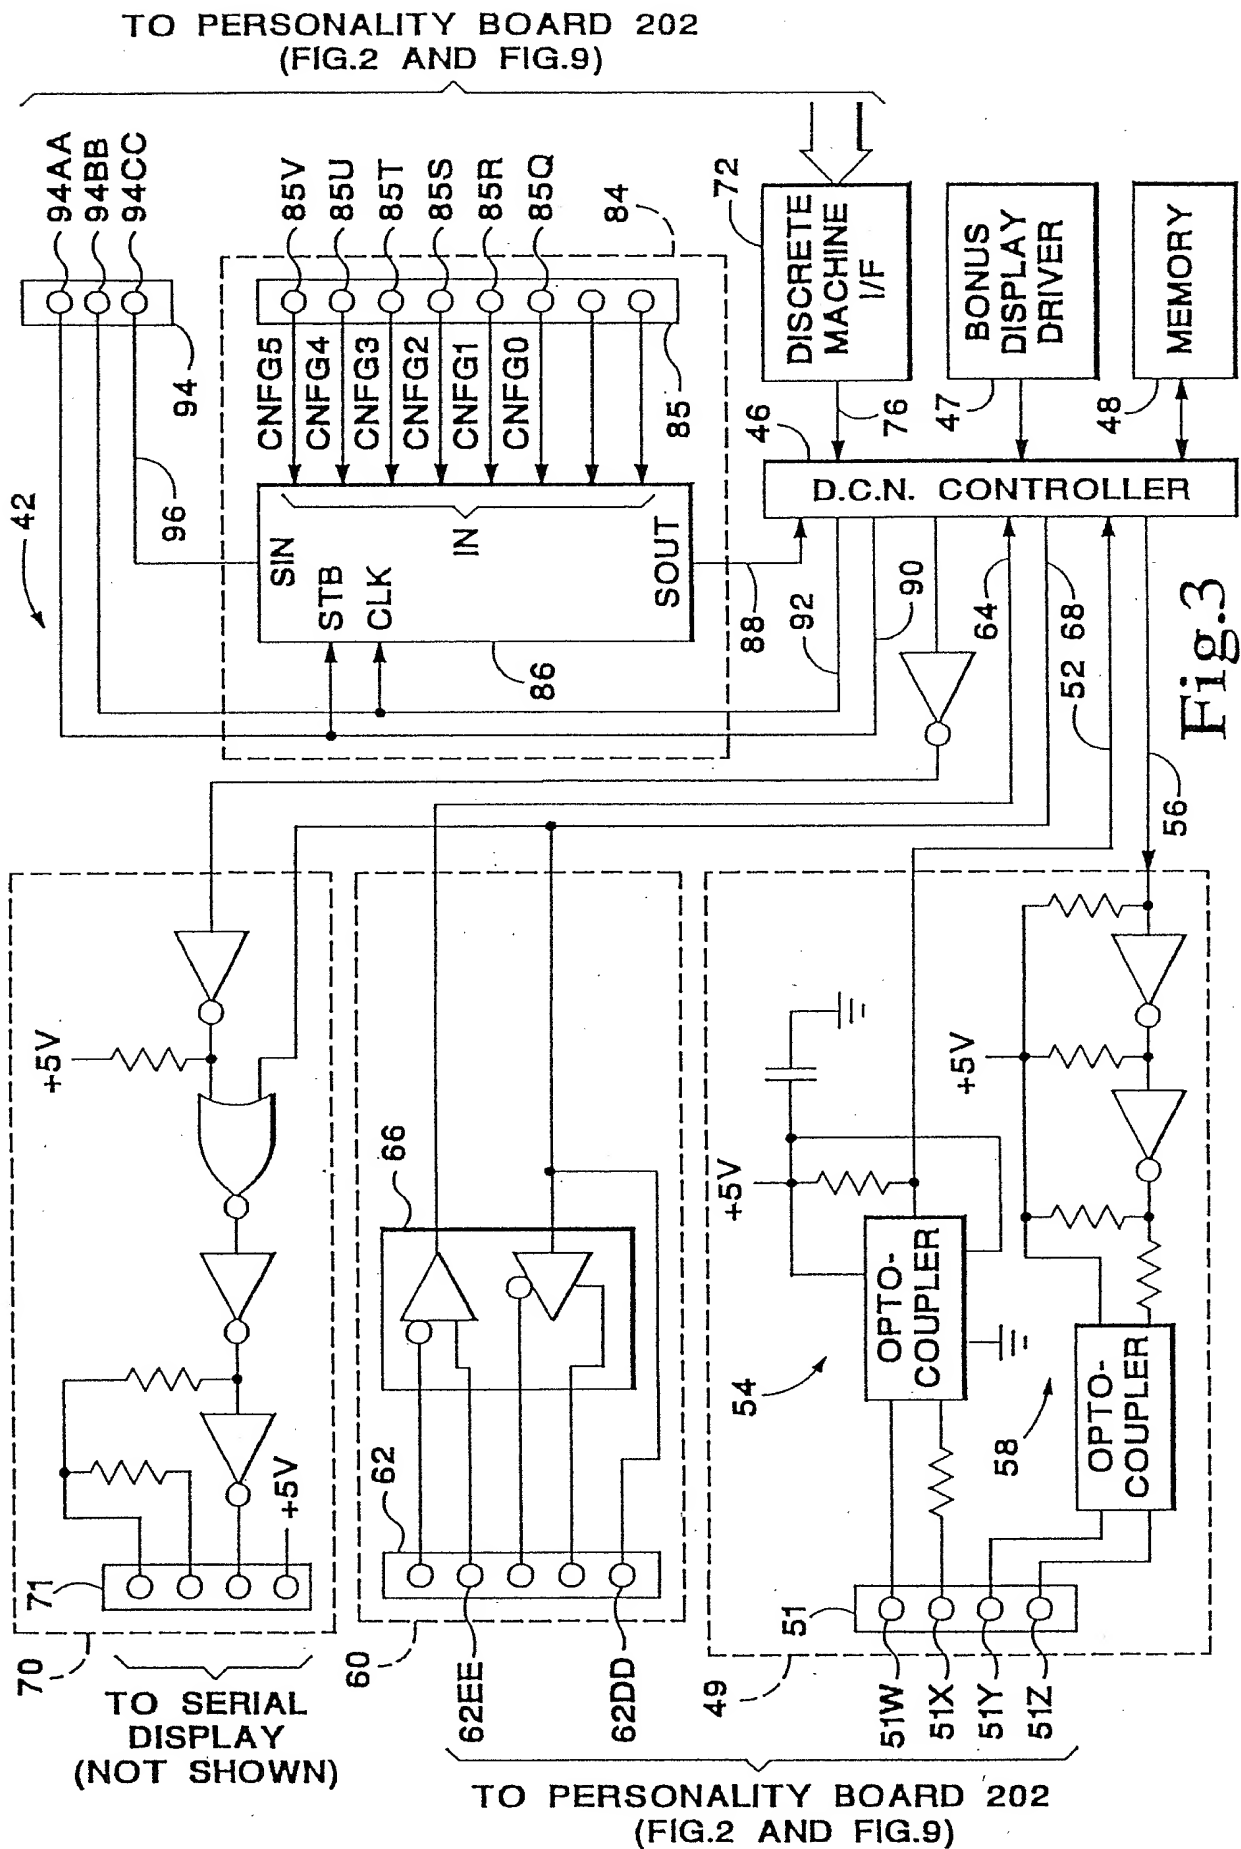 TO PERSONALITY BOARD 202
(FIG.2 AND FIG.9)
94AA
94BB
94CC
85V
85U
85T
85S
85R
85Q
84
72
DISCRETE
MACHINE
I/F
BONUS
DISPLAY
DRIVER
MEMORY
94
CNFG5
CNFG4
CNFG3
CNFG2
CNFG1
CNFG0
85
46
76
47
48
42
96
SIN
IN
STB
CLK
SOUT
86
88
D.C.N. CONTROLLER
92
90
64
68
52
56
Fig.3
+5V
+5V
+5V
66
OPTO-
COUPLER
54
OPTO-
COUPLER
58
+5V
71
62
51
70
60
49
62EE
62DD
51W
51X
51Y
51Z
TO SERIAL
DISPLAY
(NOT SHOWN)
TO PERSONALITY BOARD 202
(FIG.2 AND FIG.9)